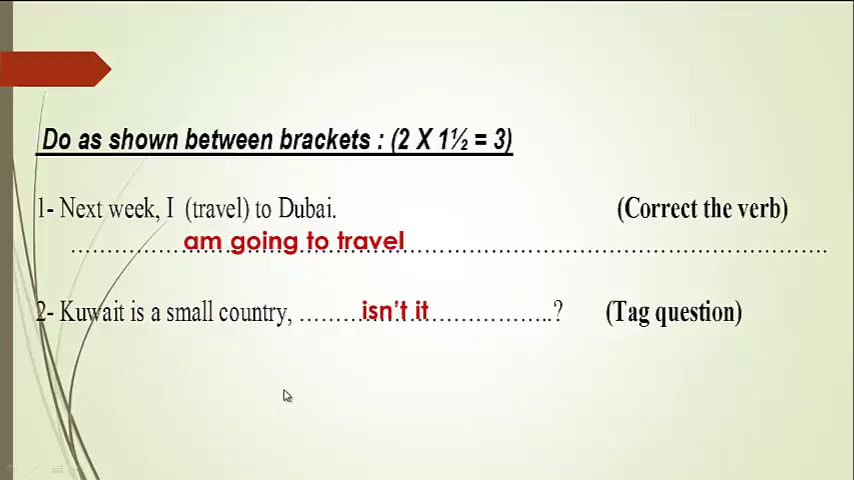 Do as shown between brackets : (2 X 1½ = 3)
1- Next week, I (travel) to Dubai. (Correct the verb)
........................am going to travel............................................................
2- Kuwait is a small country, ............isn't it........................? (Tag question)